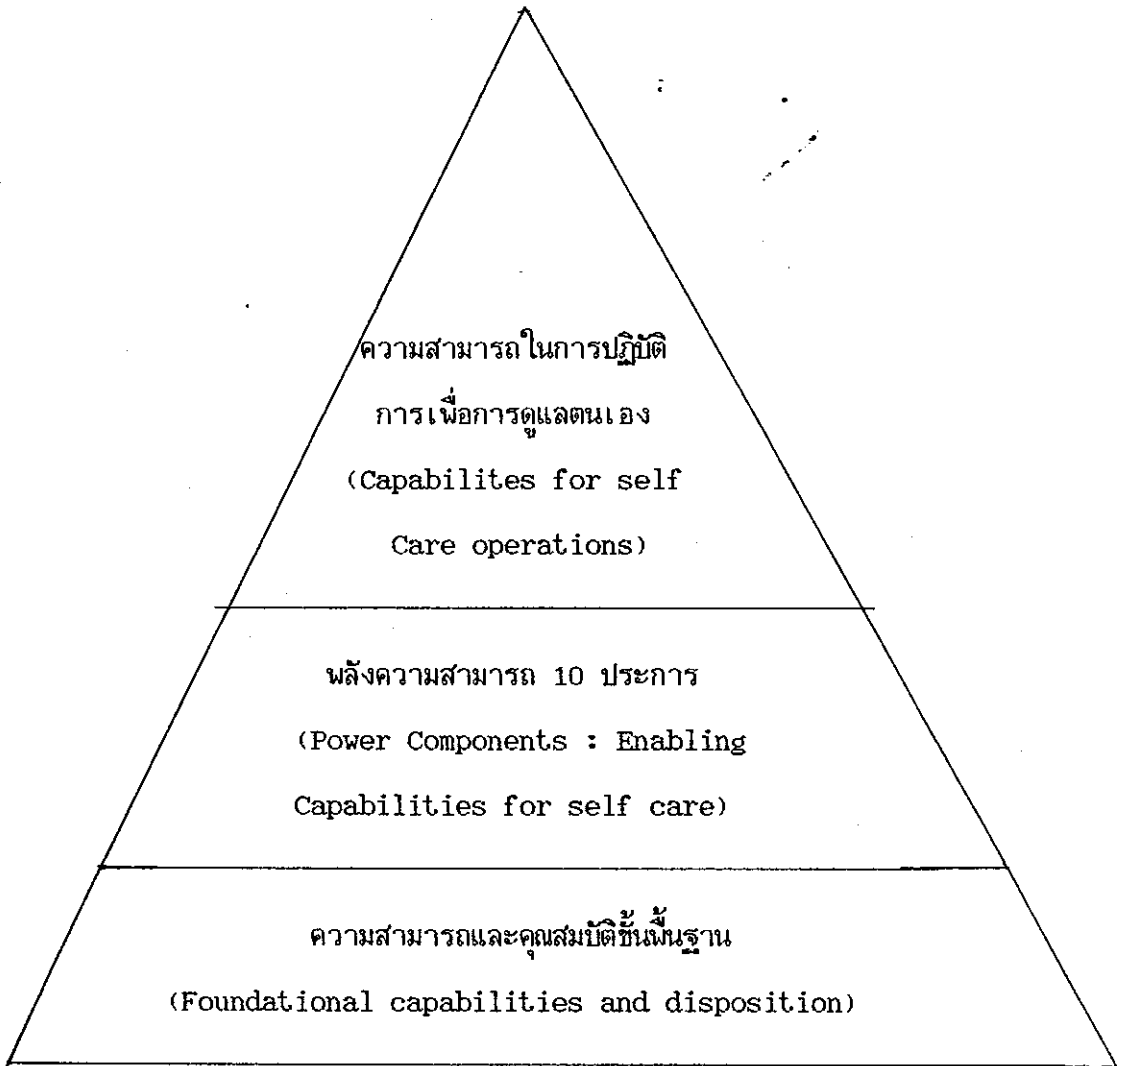 ความสามารถในการปฏิบัติ
การเพื่อการดูแลตนเอง
(Capabilites for self
Care operations)
พลังความสามารถ 10 ประการ
(Power Components : Enabling
Capabilities for self care)
ความสามารถและคุณสมบัติขั้นพื้นฐาน
(Foundational capabilities and disposition)